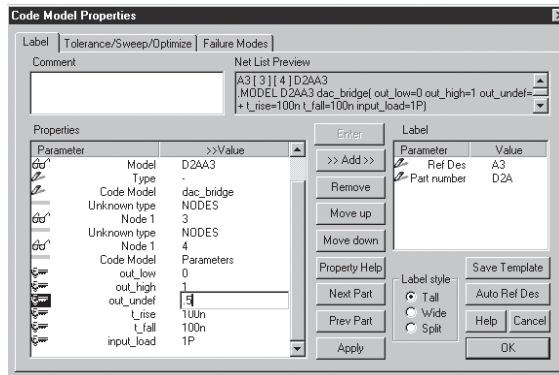 Code Model Properties
Label Tolerance/Sweep/Optimize Failure Modes
Comment Net List Preview
A3 [ 3 ] [ 4 ] D2AA3
.MODEL D2AA3 dac_bridge( out_low=0 out_high=1 out_undef=
+ t_rise=100n t_fall=100n input_load=1P)
Properties Enter Label
Parameter >>Value Parameter Value
Model D2AA3 >> Add >> Ref Des A3
Type - Part number D2A
Code Model dac_bridge Remove
Unknown type NODES
Node 1 3 Move up
Unknown type NODES
Node 1 4 Move down
Code Model Parameters
out_low 0 Property Help Label style Save Template
out_high 1
out_undef .5 Next Part Tall Auto Ref Des
t_rise 100n Wide
t_fall 100n Prev Part Split Help Cancel
input_load 1P
Apply OK